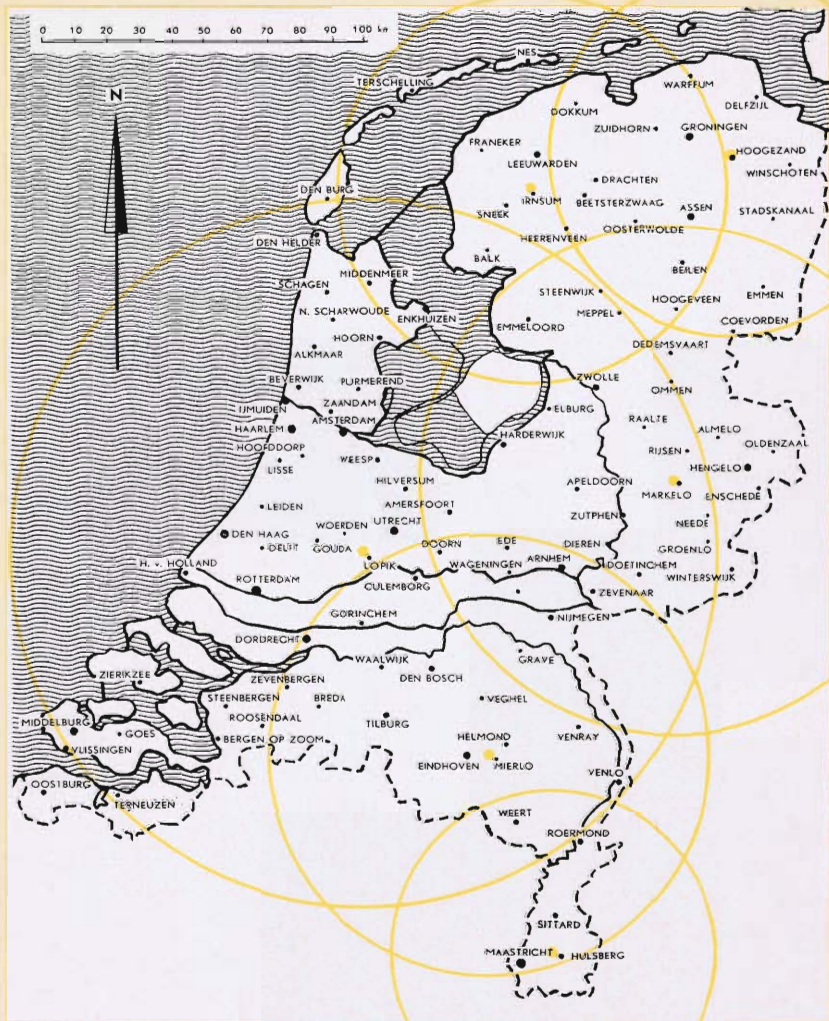 0 10 20 30 40 50 60 70 80 90 100 km
NES
TERSCHELLING
WARFFUM
N
DOKKUM
DELFZIJL
ZUIDHORN
GRONINGEN
FRANEKER
LEEUWARDEN
HOOGEZAND
WINSCHOTEN
DRACHTEN
DEN BURG
IRNSUM
BEETSTERZWAAG
SNEEK
ASSEN
STADSKANAAL
OOSTERWOLDE
HEERENVEEN
DEN HELDER
BALK
MIDDENMEER
BEILEN
SCHAGEN
STEENWIJK
EMMEN
HOOGEVEEN
N. SCHARWOUDE
ENKHUIZEN
MEPPEL
EMMELOORD
COEVORDEN
HOORN
DEDEMSVAART
ALKMAAR
BEVERWIJK
PURMEREND
ZWOLLE
OMMEN
ZAANDAM
IJMUIDEN
ELBURG
AMSTERDAM
RAALTE
HAARLEM
ALMELO
HARDERWIJK
HOOFDDORP
OLDENZAAL
RIJSEN
WEESP
LISSE
HENGELO
HILVERSUM
APELDOORN
MARKELO
ENSCHEDE
LEIDEN
AMERSFOORT
ZUTPHEN
WOERDEN
UTRECHT
NEEDE
DEN HAAG
EDE
DIEREN
DELFT
GOUDA
DOORN
GROENLO
H. v. HOLLAND
LOPIK
WAGENINGEN
ARNHEM
DOETINCHEM
WINTERSWIJK
ROTTERDAM
CULEMBORG
ZEVENAAR
GORINCHEM
NIJMEGEN
DORDRECHT
GRAVE
WAALWIJK
ZIERIKZEE
ZEVENBERGEN
DEN BOSCH
STEENBERGEN
BREDA
VEGHEL
ROOSENDAAL
MIDDELBURG
TILBURG
GOES
HELMOND
VENRAY
BERGEN OP ZOOM
VLISSINGEN
EINDHOVEN
MIERLO
VENLO
OOSTBURG
TERNEUZEN
WEERT
ROERMOND
SITTARD
MAASTRICHT
HULSBERG